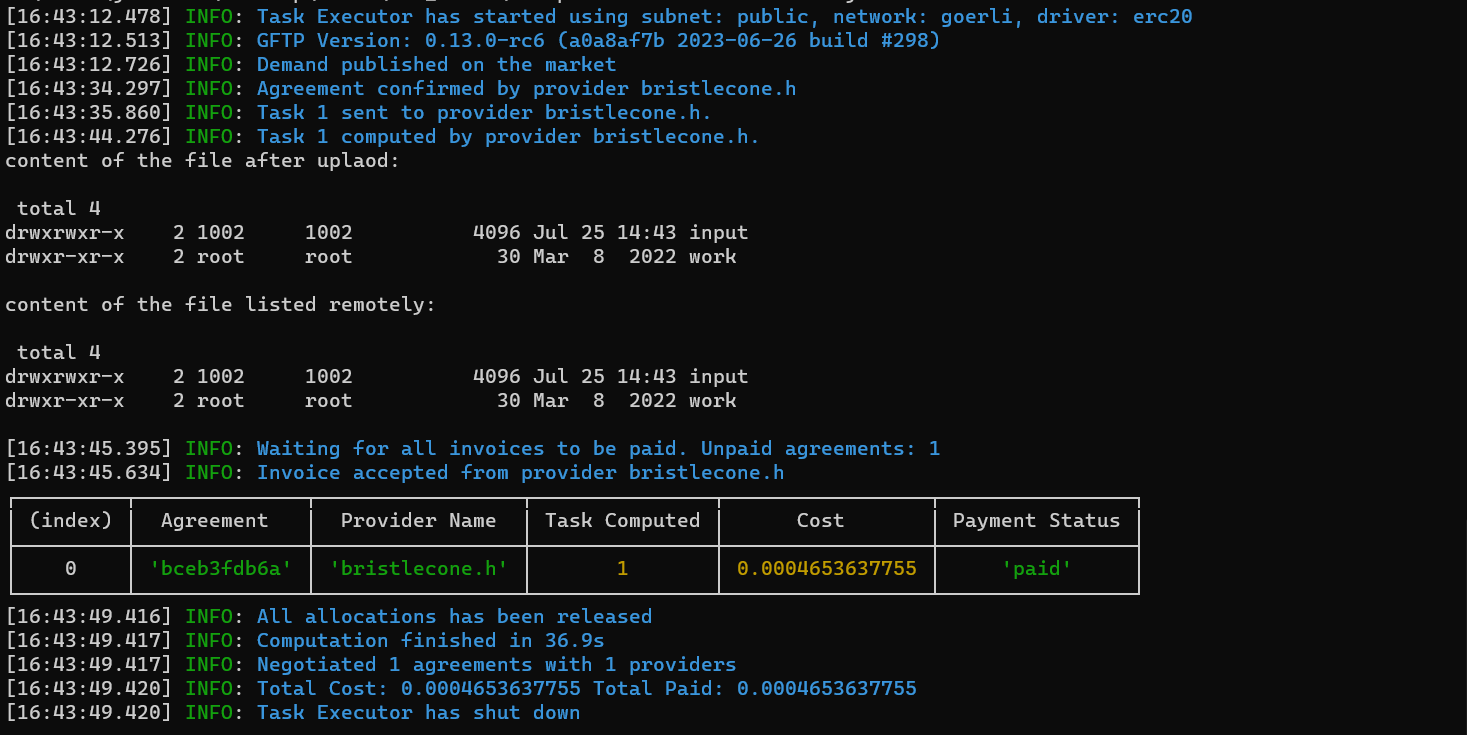 [16:43:12.478] INFO: Task Executor has started using subnet: public, network: goerli, driver: erc20
[16:43:12.513] INFO: GFTP Version: 0.13.0-rc6 (a0a8af7b 2023-06-26 build #298)
[16:43:12.726] INFO: Demand published on the market
[16:43:34.297] INFO: Agreement confirmed by provider bristlecone.h
[16:43:35.860] INFO: Task 1 sent to provider bristlecone.h.
[16:43:44.276] INFO: Task 1 computed by provider bristlecone.h.
content of the file after uplaod:
total 4
drwxrwxr-x    2 1002     1002          4096 Jul 25 14:43 input
drwxr-xr-x    2 root     root            30 Mar  8  2022 work
content of the file listed remotely:
total 4
drwxrwxr-x    2 1002     1002          4096 Jul 25 14:43 input
drwxr-xr-x    2 root     root            30 Mar  8  2022 work
[16:43:45.395] INFO: Waiting for all invoices to be paid. Unpaid agreements: 1
[16:43:45.634] INFO: Invoice accepted from provider bristlecone.h
(index) Agreement Provider Name Task Computed Cost Payment Status
0 'bceb3fdb6a' 'bristlecone.h' 1 0.0004653637755 'paid'
[16:43:49.416] INFO: All allocations has been released
[16:43:49.417] INFO: Computation finished in 36.9s
[16:43:49.417] INFO: Negotiated 1 agreements with 1 providers
[16:43:49.420] INFO: Total Cost: 0.0004653637755 Total Paid: 0.0004653637755
[16:43:49.420] INFO: Task Executor has shut down